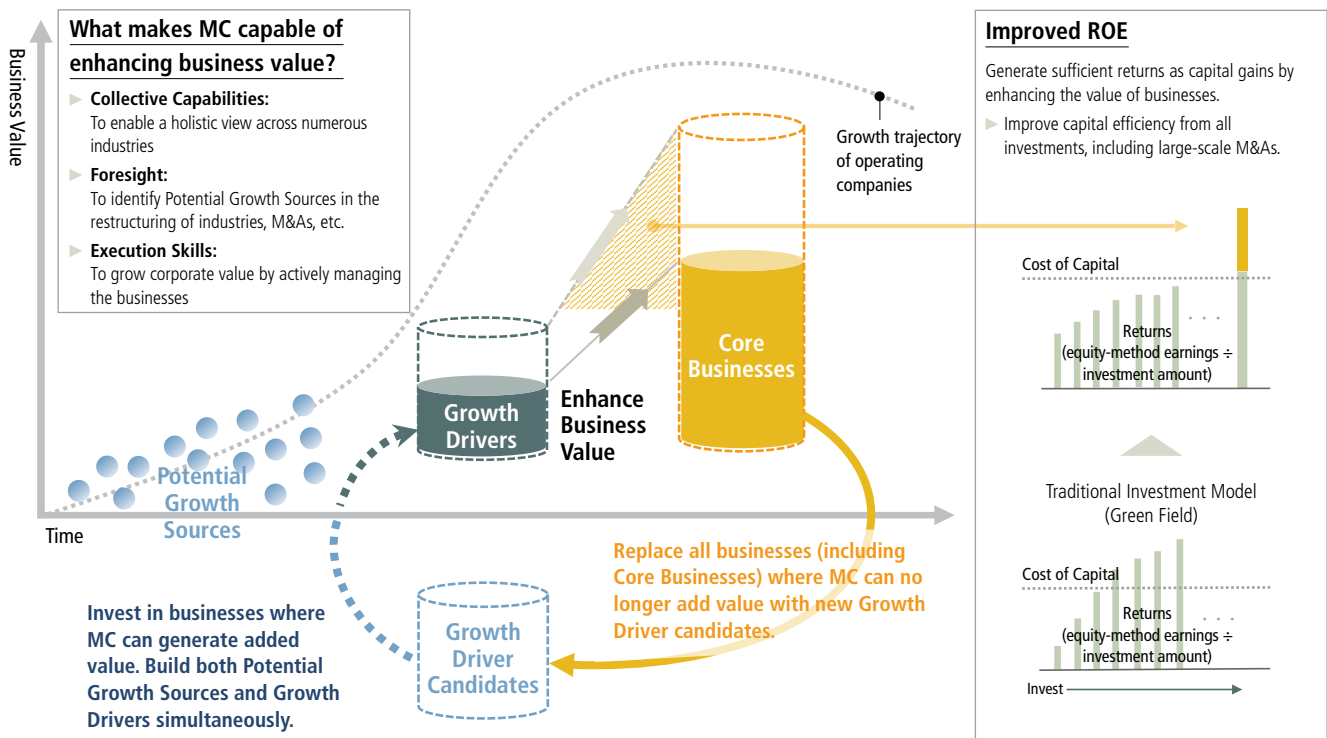 Business Value
What makes MC capable of
enhancing business value?
Collective Capabilities:
To enable a holistic view across numerous
industries
Foresight:
To identify Potential Growth Sources in the
restructuring of industries, M&As, etc.
Execution Skills:
To grow corporate value by actively managing
the businesses
Growth trajectory
of operating
companies
Core
Businesses
Growth
Drivers
Enhance
Business
Value
Potential
Growth
Sources
Time
Invest in businesses where
MC can generate added
value. Build both Potential
Growth Sources and Growth
Drivers simultaneously.
Growth
Driver
Candidates
Replace all businesses (including
Core Businesses) where MC can no
longer add value with new Growth
Driver candidates.
Improved ROE
Generate sufficient returns as capital gains by
enhancing the value of businesses.
Improve capital efficiency from all
investments, including large-scale M&As.
Cost of Capital
Returns
(equity-method earnings ÷
investment amount)
. . .
Traditional Investment Model
(Green Field)
Cost of Capital
Returns
(equity-method earnings ÷
investment amount)
. . .
Invest